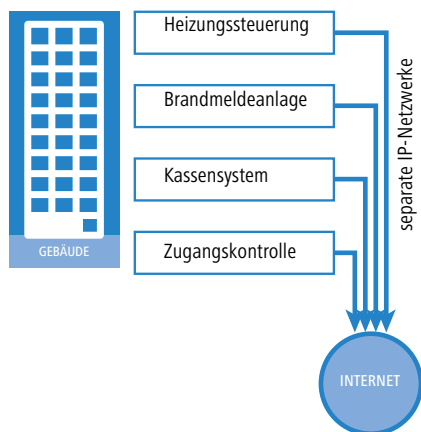 Heizungssteuerung
Brandmeldeanlage
Kassensystem
Zugangskontrolle
separate IP- Netzwerke
GEBÄUDE
INTERNET